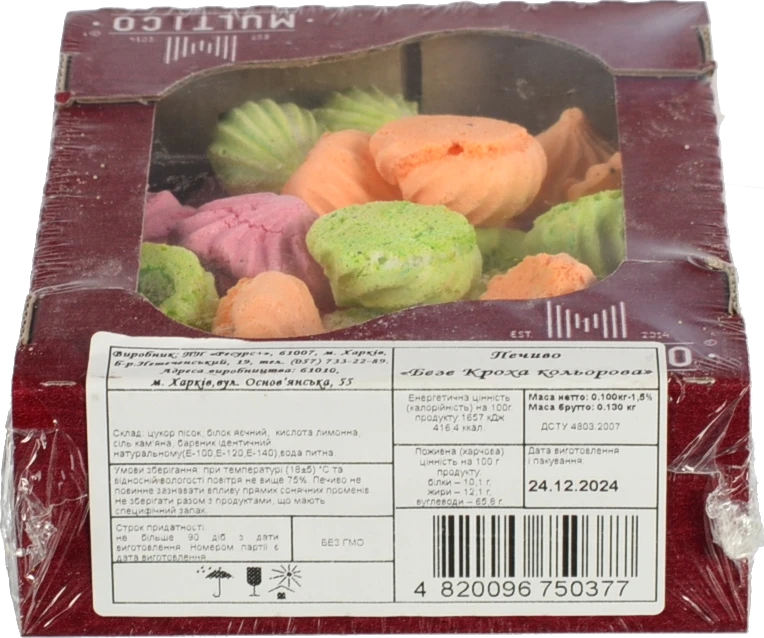 MULTICO
EST. 2014
EST. 2014
Виробник: ПП «Ресурс+», 61007, м. Харків,
б-р.Нетеченський, 19, тел. (057) 733-22-89.
Адреса виробництва: 61010,
м. Харків,вул. Основ'янська, 55
Склад: цукор пісок, білок яєчний, кислота лимонна,
сіль кам'яна, барвник ідентичний
натуральному(Е-100,Е-120,Е-140),вода питна
Умови зберігання: при температурі (18±5) °С та
відносній вологості повітря не вище 75%. Печиво не
повинне зазнавати впливу прямих сонячних променів.
Не зберігати разом з продуктами, що мають
специфічний запах.
Строк придатності:
не більше 90 діб з дати
виготовлення. Номером партії є
дата виготовлення.
БЕЗ ГМО
Печиво
«Безе Кроха кольорова»
Енергетична цінність
(калорійність) на 100г.
продукту 1657 кДж
416,4 ккал
Маса нетто: 0,100кг-1,5%
Маса брутто: 0,130 кг
ДСТУ 4803:2007
Поживна (харчова)
цінність на 100 г
продукту:
білки – 10,1 г.
жири – 12,1 г.
вуглеводи – 65,8 г.
Дата виготовлення
і пакування:
24.12.2024
4 820096 750377